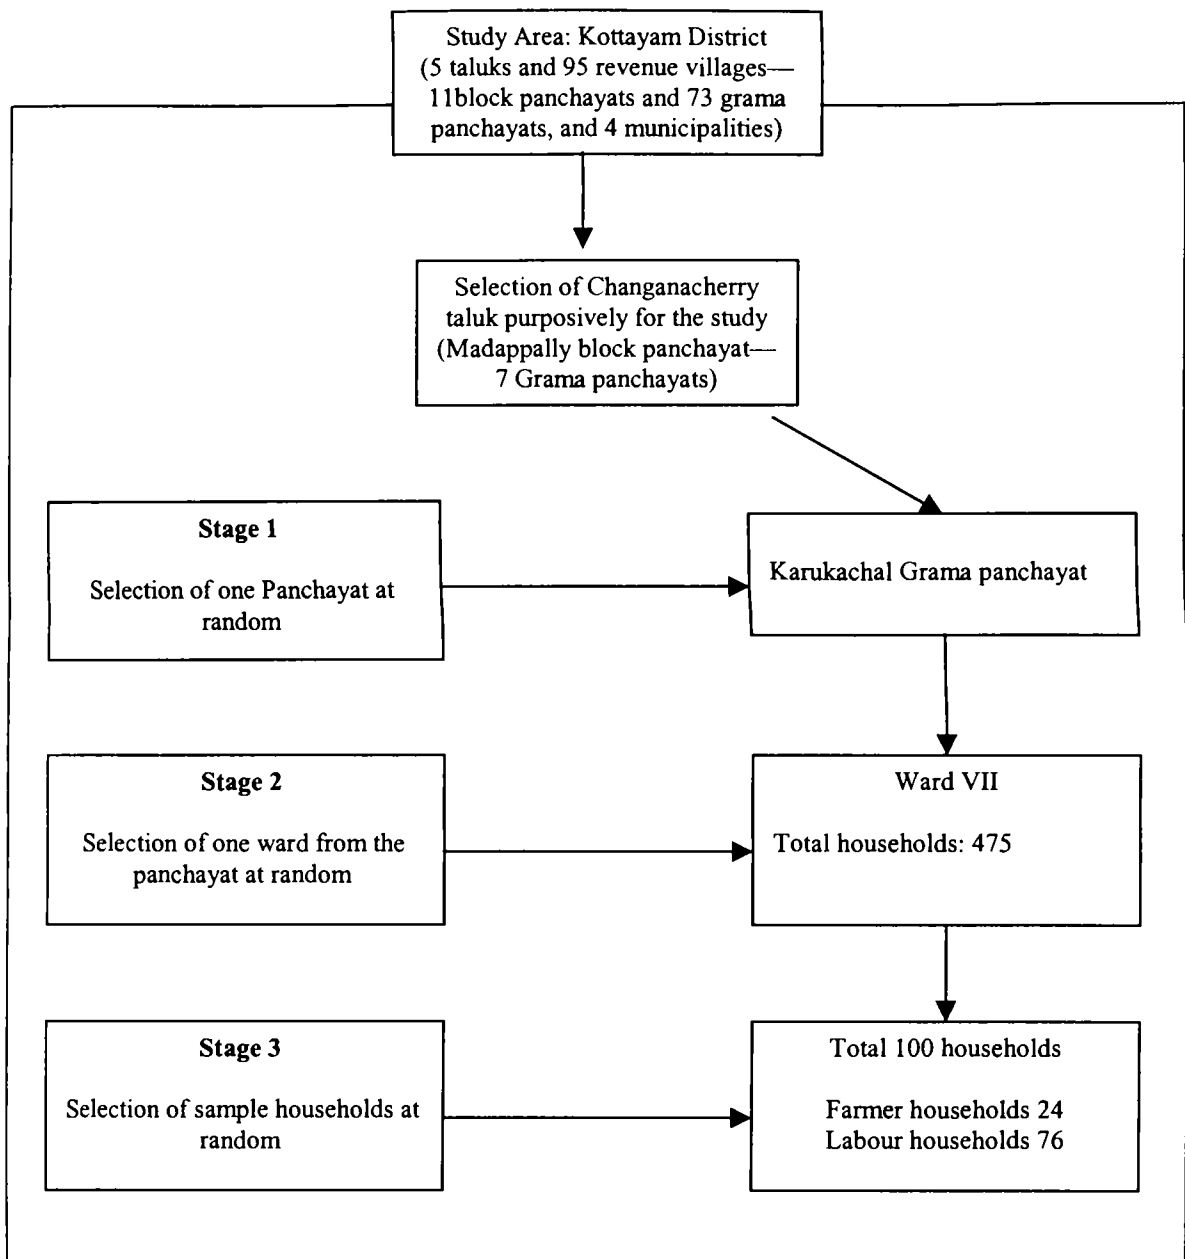 Study Area: Kottayam District
(5 taluks and 95 revenue villages—
11block panchayats and 73 grama
panchayats, and 4 municipalities)
Selection of Changanacherry
taluk purposively for the study
(Madappally block panchayat—
7 Grama panchayats)
Stage 1
Selection of one Panchayat at
random
Karukachal Grama panchayat
Stage 2
Selection of one ward from the
panchayat at random
Ward VII
Total households: 475
Stage 3
Selection of sample households at
random
Total 100 households
Farmer households 24
Labour households 76